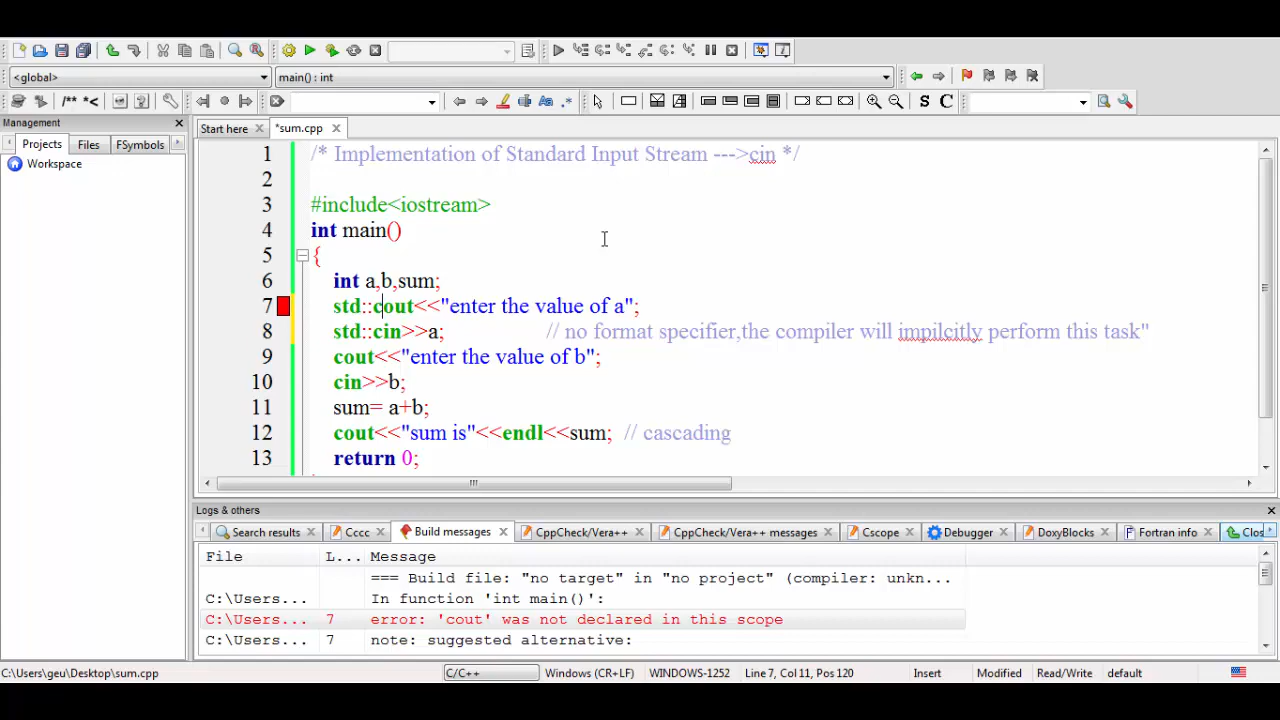 <global>
main() : int
/** *<
S C
Management
Projects Files FSymbols
Workspace
Start here *sum.cpp
1 /* Implementation of Standard Input Stream --->cin */
2
3 #include<iostream>
4 int main()
5 {
6 int a,b,sum;
7 std::cout<<"enter the value of a";
8 std::cin>>a; // no format specifier,the compiler will impilcitly perform this task"
9 cout<<"enter the value of b";
10 cin>>b;
11 sum= a+b;
12 cout<<"sum is"<<endl<<sum; // cascading
13 return 0;
Logs & others
Search results Cccc Build messages CppCheck/Vera++ CppCheck/Vera++ messages Cscope Debugger DoxyBlocks Fortran info Clos
File L... Message
=== Build file: "no target" in "no project" (compiler: unkn...
C:\Users... In function 'int main()':
C:\Users... 7 error: 'cout' was not declared in this scope
C:\Users... 7 note: suggested alternative:
C:\Users\geu\Desktop\sum.cpp C/C++ Windows (CR+LF) WINDOWS-1252 Line 7, Col 11, Pos 120 Insert Modified Read/Write default